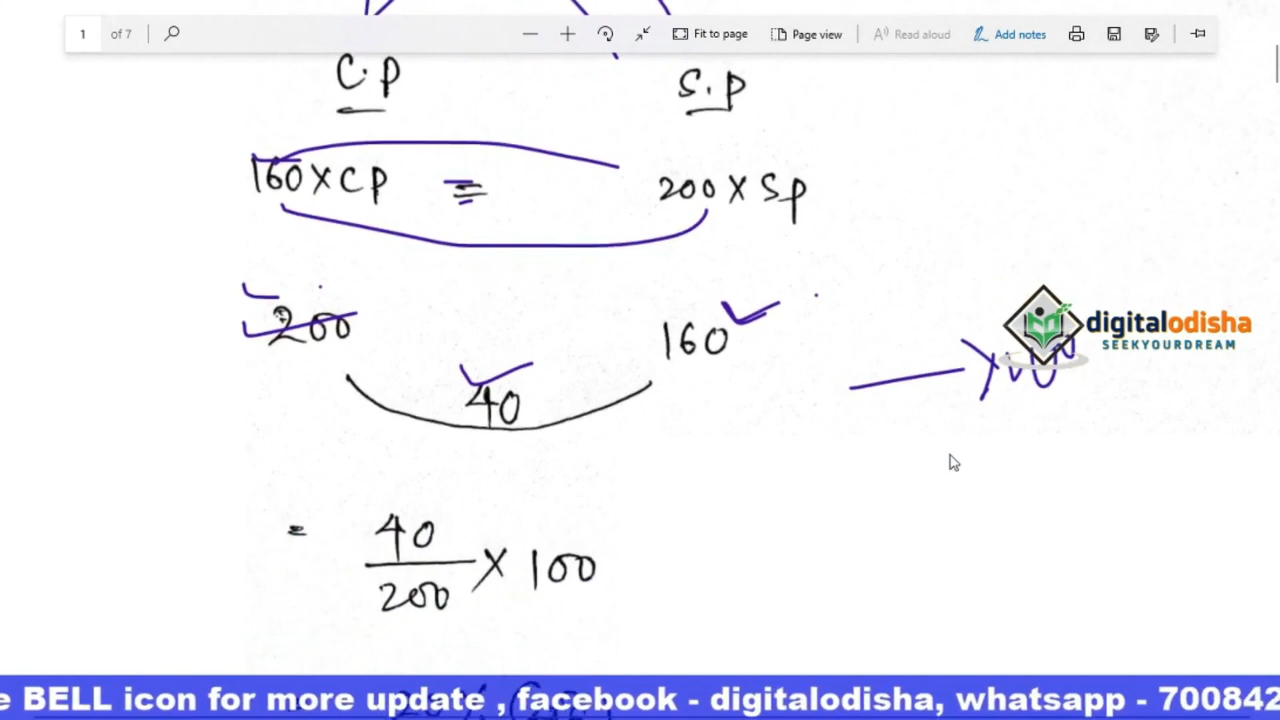 1 of 7 Fit to page Page view Read aloud Add notes
C.P S.P
160 X CP = 200 X SP
200 160
40
X 100
digitalodisha
SEEKYOURDREAM
= 40
200 X 100
e BELL icon for more update , facebook - digitalodisha, whatsapp - 700842